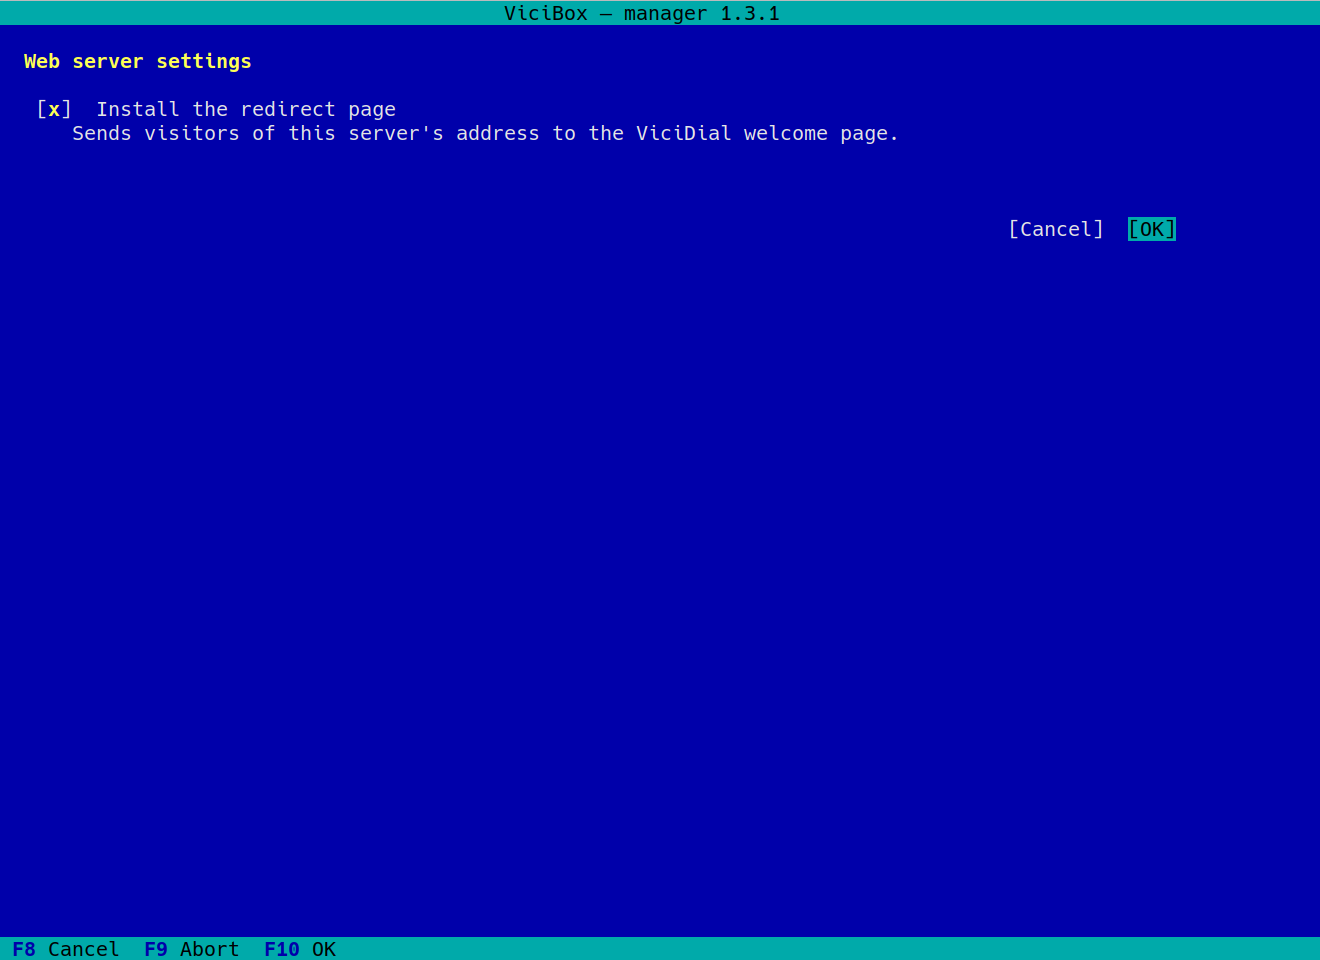 ViciBox — manager 1.3.1
Web server settings
[x] Install the redirect page
Sends visitors of this server's address to the ViciDial welcome page.
[Cancel] [OK]
F8 Cancel F9 Abort F10 OK